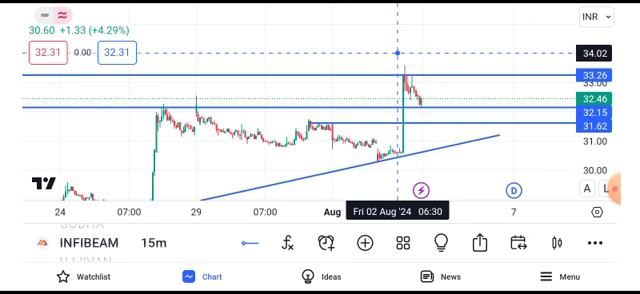 INR
30.60 +1.33 (+4.29%)
34.02
32.31 0.00 32.31
33.26
33.00
32.46
32.15
31.62
31.00
30.00
A L
D
24 07:00 29 07:00 Aug Fri 02 Aug '24 06:30 7
INFIBEAM 15m
Watchlist Chart Ideas News Menu